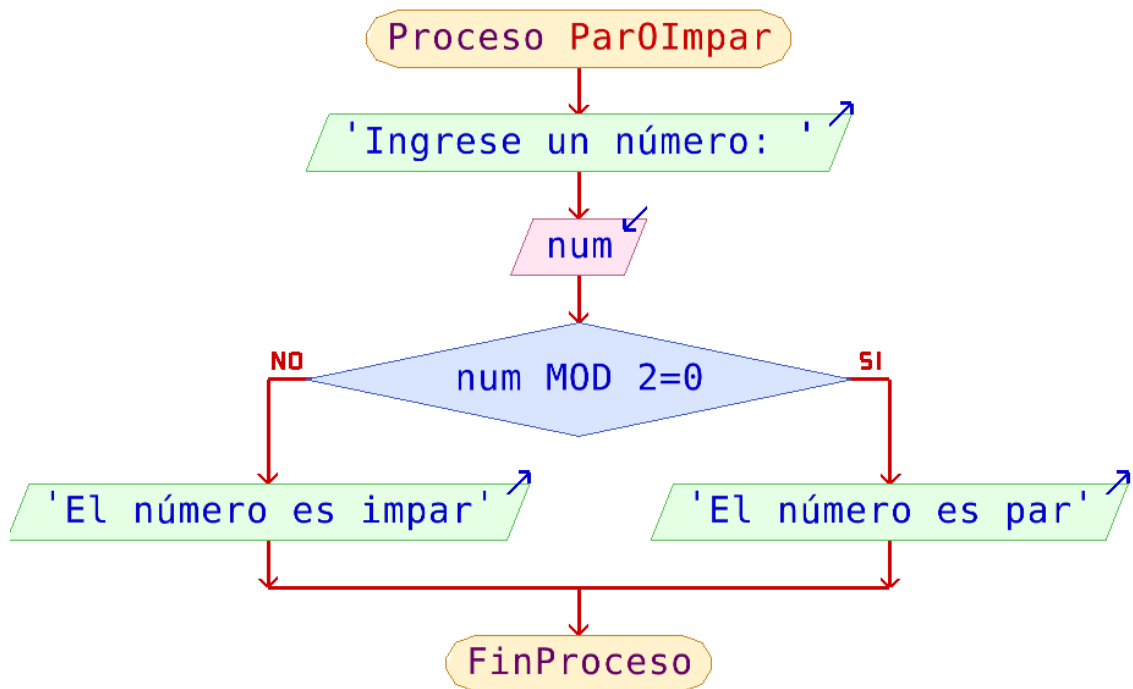 Proceso ParOImpar
'Ingrese un número: '
num
num MOD 2=0
NO
SI
'El número es impar'
'El número es par'
FinProceso